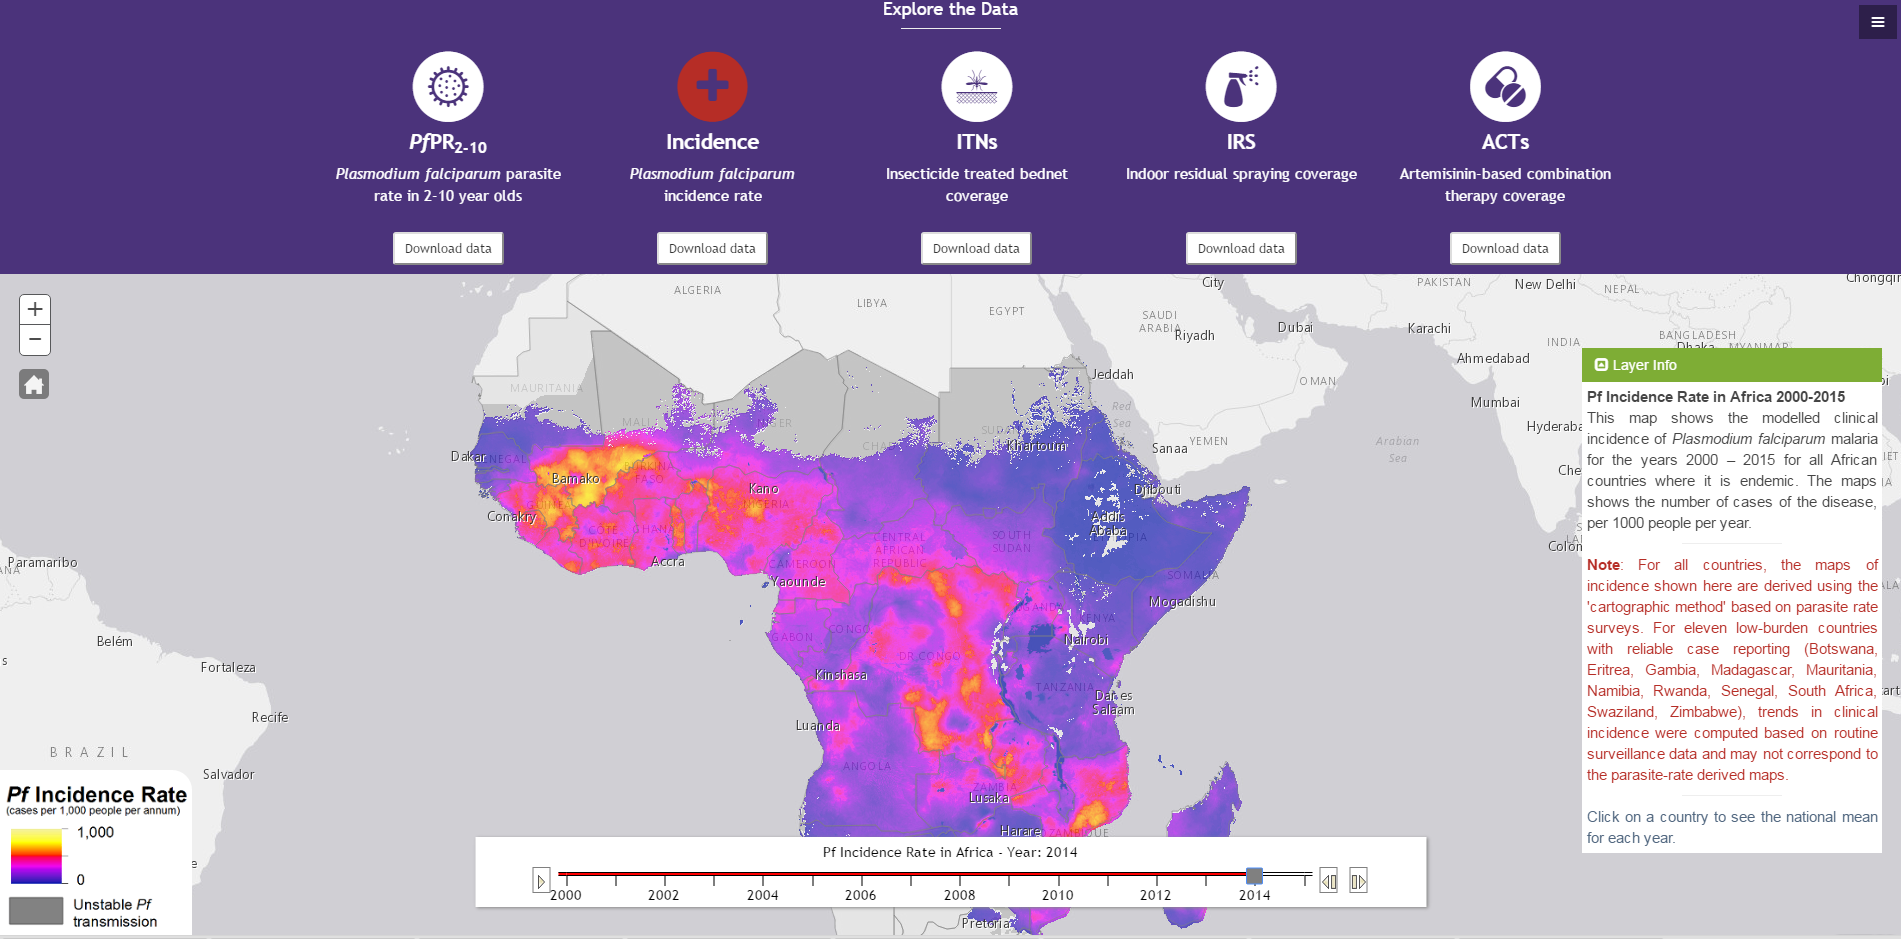 Explore the Data
PfPR2-10
Plasmodium falciparum parasite
rate in 2-10 year olds
Download data
Incidence
Plasmodium falciparum
incidence rate
Download data
ITNs
Insecticide treated bednet
coverage
Download data
IRS
Indoor residual spraying coverage
Download data
ACTs
Artemisinin-based combination
therapy coverage
Download data
ALGERIA
LIBYA
EGYPT
City
SAUDI
ARABIA
Riyadh
Dubai
PAKISTAN
New Delhi
NEPAL
Karachi
INDIA
BANGLADESH
Dhaka
MYANMAR
Ahmedabad
Mumbai
OMAN
Jeddah
Red
Sea
YEMEN
Sanaa
Arabian
Sea
MAURITANIA
MALI
Khartoum
Dakar
BURKINA
FASO
Bamako
Kano
NIGERIA
Djibouti
Conakry
CÔTE
D'IVOIRE
GHANA
Accra
Addis
Ababa
CENTRAL
AFRICAN
REPUBLIC
SOUTH
SUDAN
CAMEROON
Yaounde
SOMALIA
Mogadishu
UGANDA
KENYA
Nairobi
GABON
CONGO
DR CONGO
Kinshasa
TANZANIA
Dar es
Salaam
Luanda
ANGOLA
ZAMBIA
Lusaka
Harare
Pretoria
Paramaribo
Belém
Fortaleza
Recife
BRAZIL
Salvador
Layer Info
Pf Incidence Rate in Africa 2000-2015
This map shows the modelled clinical
incidence of Plasmodium falciparum malaria
for the years 2000 – 2015 for all African
countries where it is endemic. The maps
shows the number of cases of the disease,
per 1000 people per year.
Note: For all countries, the maps of
incidence shown here are derived using the
'cartographic method' based on parasite rate
surveys. For eleven low-burden countries
with reliable case reporting (Botswana,
Eritrea, Gambia, Madagascar, Mauritania,
Namibia, Rwanda, Senegal, South Africa,
Swaziland, Zimbabwe), trends in clinical
incidence were computed based on routine
surveillance data and may not correspond to
the parasite-rate derived maps.
Click on a country to see the national mean
for each year.
Pf Incidence Rate
(cases per 1,000 people per annum)
1,000
0
Unstable Pf
transmission
Pf Incidence Rate in Africa - Year: 2014
2000 2002 2004 2006 2008 2010 2012 2014